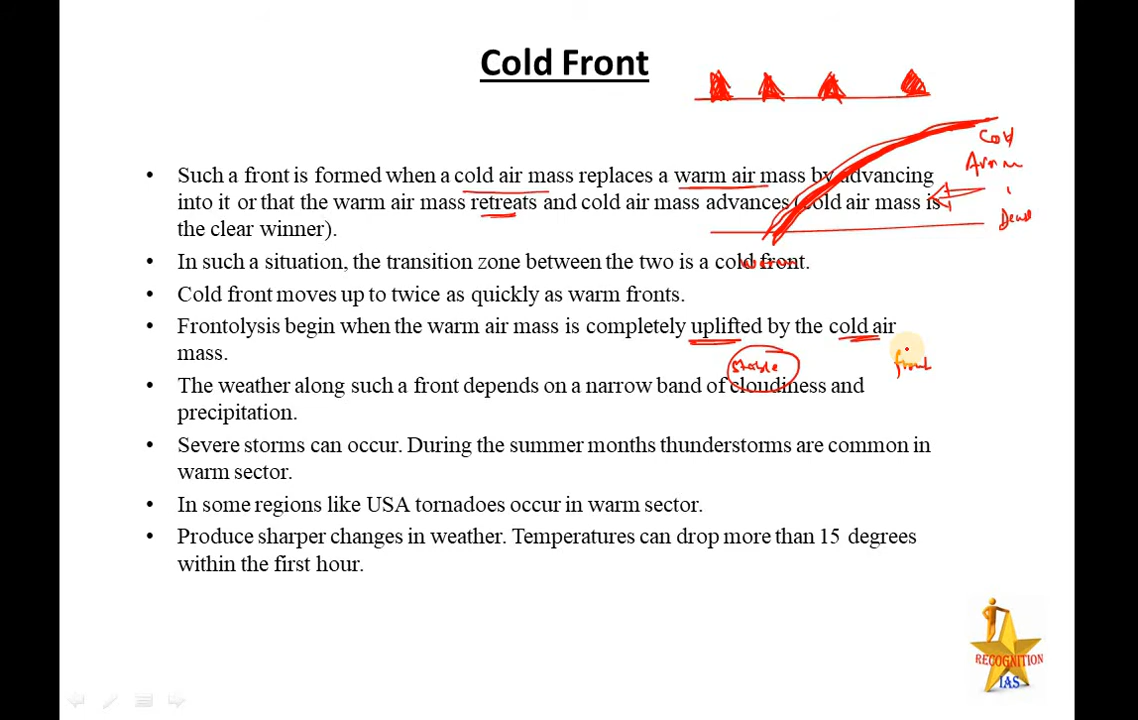 Cold Front
• Such a front is formed when a cold air mass replaces a warm air mass by advancing
into it or that the warm air mass retreats and cold air mass advances (cold air mass is
the clear winner).
• In such a situation, the transition zone between the two is a cold front.
• Cold front moves up to twice as quickly as warm fronts.
• Frontolysis begin when the warm air mass is completely uplifted by the cold air
mass.
• The weather along such a front depends on a narrow band of cloudiness and
precipitation.
• Severe storms can occur. During the summer months thunderstorms are common in
warm sector.
• In some regions like USA tornadoes occur in warm sector.
• Produce sharper changes in weather. Temperatures can drop more than 15 degrees
within the first hour.
Cold
stable
front
RECOGNITION
IAS